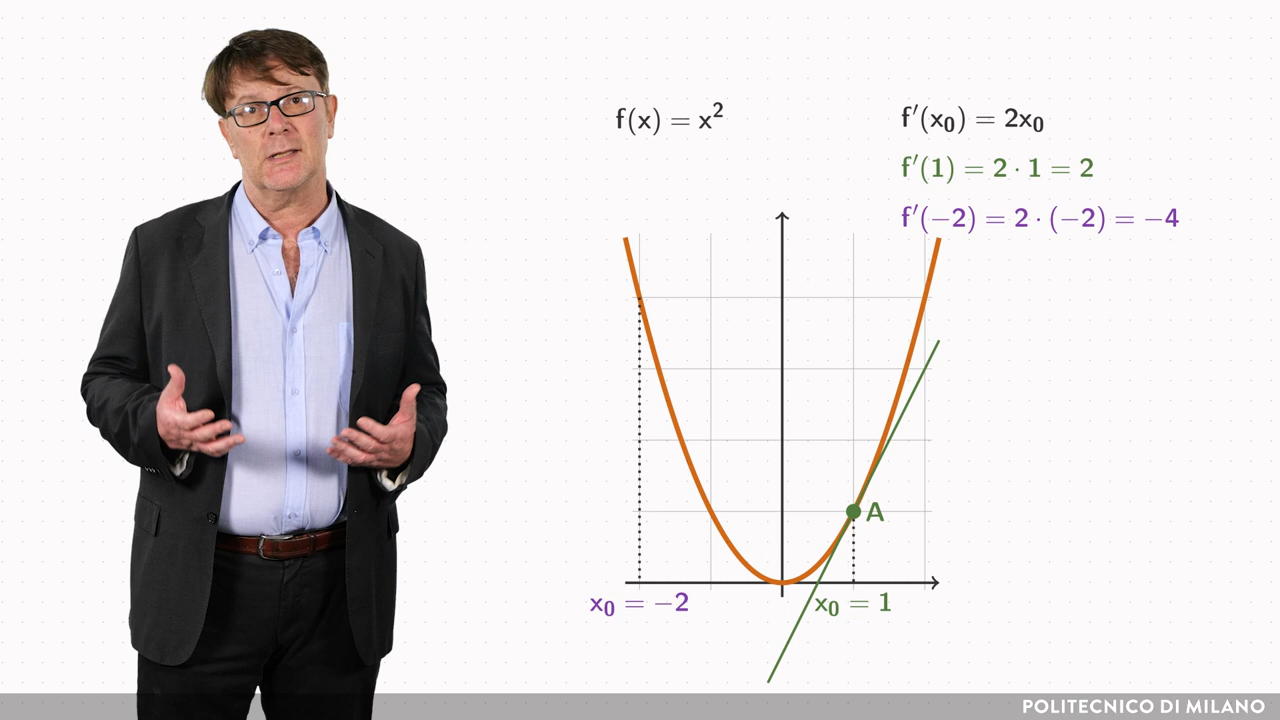 f(x) = x²
f′(x₀) = 2x₀
f′(1) = 2 · 1 = 2
f′(−2) = 2 · (−2) = −4
A
x₀ = −2
x₀ = 1
POLITECNICO DI MILANO